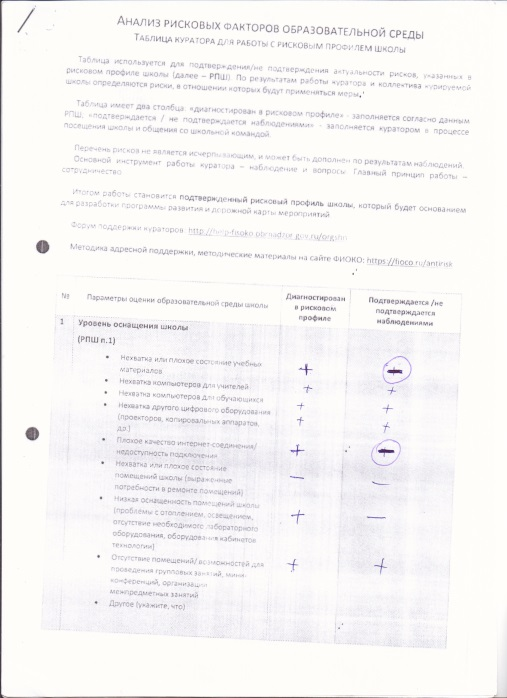 АНАЛИЗ РИСКОВЫХ ФАКТОРОВ ОБРАЗОВАТЕЛЬНОЙ СРЕДЫ
ТАБЛИЦА КУРАТОРА ДЛЯ РАБОТЫ С РИСКОВЫМ ПРОФИЛЕМ ШКОЛЫ
Таблица используется для подтверждения/не подтверждения актуальности рисков, указанных в
рисковом профиле школы (далее – РПШ). По результатам работы куратора и коллектива курируемой
школы определяются риски, в отношении которых будут применяться меры.
Таблица имеет два столбца: «диагностирован в рисковом профиле» - заполняется согласно данным
РПШ, «подтверждается / не подтверждается наблюдениями» - заполняется куратором в процессе
посещения школы и общения со школьной командой.
Перечень рисков не является исчерпывающим, и может быть дополнен по результатам наблюдений.
Основной инструмент работы куратора – наблюдение и вопросы. Главный принцип работы –
сотрудничество.
Итогом работы становится подтвержденный рисковый профиль школы, который будет основанием
для разработки программы развития и дорожной карты мероприятий.
Форум поддержки кураторов:
Методика адресной поддержки, методические материалы на сайте ФИОКО: https://fioco.ru/antirisk
№ Параметры оценки образовательной среды школы Диагностирован в рисковом профиле Подтверждается /не подтверждается наблюдениями
1 Уровень оснащения школы
(РПШ п.1)
• Нехватка или плохое состояние учебных
материалов + −
• Нехватка компьютеров для учителей + +
• Нехватка компьютеров для обучающихся + +
• Нехватка другого цифрового оборудования
(проекторов, копировальных аппаратов,
др.) + +
• Плохое качество интернет-соединения/
недоступность подключения + −
• Нехватка или плохое состояние
помещений школы (выраженные
потребности в ремонте помещений) − −
• Низкая оснащенность помещений школы
(проблемы с отоплением, освещением,
отсутствие необходимого лабораторного
оборудования, оборудования кабинетов
технологии) + −
• Отсутствие помещений/ возможностей для
проведения групповых занятий, мини-
конференций, организации
межпредметных занятий + +
• Другое (укажите, что)